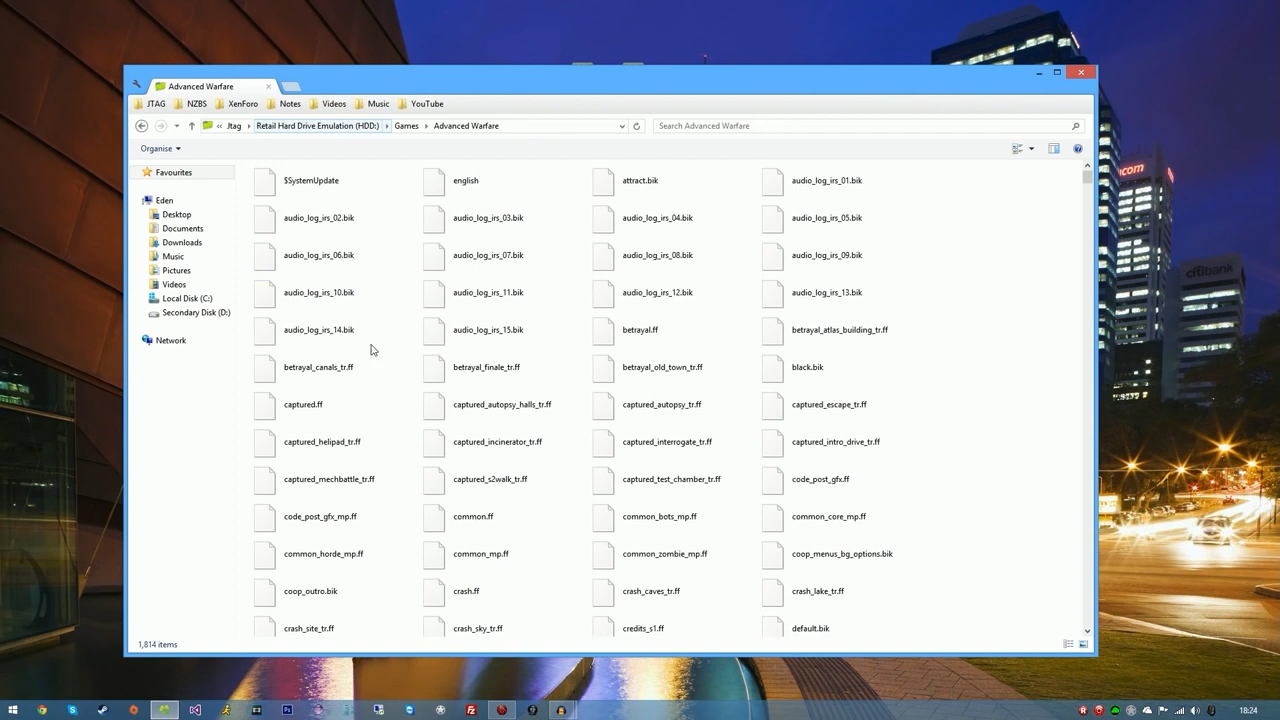 com
citibank
Advanced Warfare
JTAG NZBS XenForo Notes Videos Music YouTube
Jtag Retail Hard Drive Emulation (HDD:) Games Advanced Warfare Search Advanced Warfare
Organise
Favourites
Eden
Desktop
Documents
Downloads
Music
Pictures
Videos
Local Disk (C:)
Secondary Disk (D:)
Network
$SystemUpdate english attract.bik audio_log_irs_01.bik
audio_log_irs_02.bik audio_log_irs_03.bik audio_log_irs_04.bik audio_log_irs_05.bik
audio_log_irs_06.bik audio_log_irs_07.bik audio_log_irs_08.bik audio_log_irs_09.bik
audio_log_irs_10.bik audio_log_irs_11.bik audio_log_irs_12.bik audio_log_irs_13.bik
audio_log_irs_14.bik audio_log_irs_15.bik betrayal.ff betrayal_atlas_building_tr.ff
betrayal_canals_tr.ff betrayal_finale_tr.ff betrayal_old_town_tr.ff black.bik
captured.ff captured_autopsy_halls_tr.ff captured_autopsy_tr.ff captured_escape_tr.ff
captured_helipad_tr.ff captured_incinerator_tr.ff captured_interrogate_tr.ff captured_intro_drive_tr.ff
captured_mechbattle_tr.ff captured_s2walk_tr.ff captured_test_chamber_tr.ff code_post_gfx.ff
code_post_gfx_mp.ff common.ff common_bots_mp.ff common_core_mp.ff
common_horde_mp.ff common_mp.ff common_zombie_mp.ff coop_menus_bg_options.bik
coop_outro.bik crash.ff crash_caves_tr.ff crash_lake_tr.ff
crash_site_tr.ff crash_sky_tr.ff credits_s1.ff default.bik
1,814 items
18:24